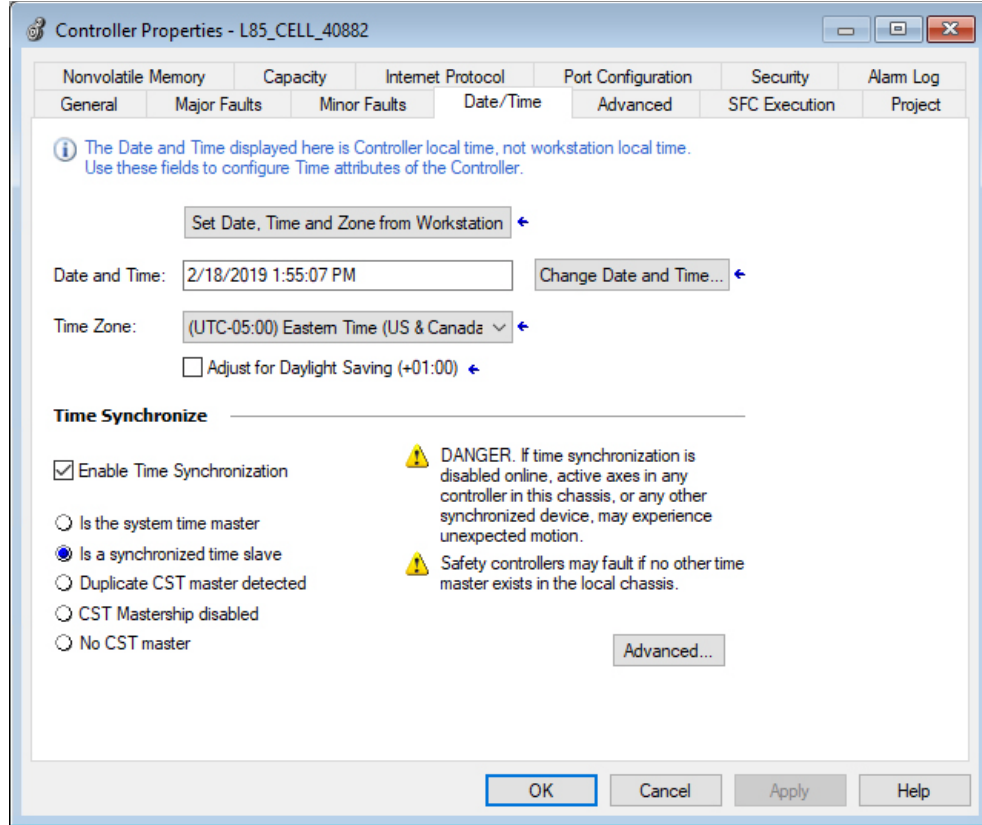 Controller Properties - L85_CELL_40882
Nonvolatile Memory Capacity Internet Protocol Port Configuration Security Alarm Log
General Major Faults Minor Faults Date/Time Advanced SFC Execution Project
The Date and Time displayed here is Controller local time, not workstation local time.
Use these fields to configure Time attributes of the Controller.
Set Date, Time and Zone from Workstation
Date and Time: 2/18/2019 1:55:07 PM Change Date and Time...
Time Zone: (UTC-05:00) Eastern Time (US & Canada
Adjust for Daylight Saving (+01:00)
Time Synchronize
Enable Time Synchronization
Is the system time master
Is a synchronized time slave
Duplicate CST master detected
CST Mastership disabled
No CST master
DANGER. If time synchronization is
disabled online, active axes in any
controller in this chassis, or any other
synchronized device, may experience
unexpected motion.
Safety controllers may fault if no other time
master exists in the local chassis.
Advanced...
OK Cancel Apply Help